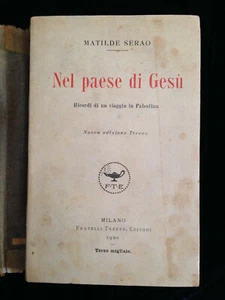 MATILDE SERAO
Nel paese di Gesù
Ricordi di un viaggio in Palestina
Nuova edizione Treves
F·T·E
MILANO
FRATELLI TREVES, EDITORI
Terzo migliaio.